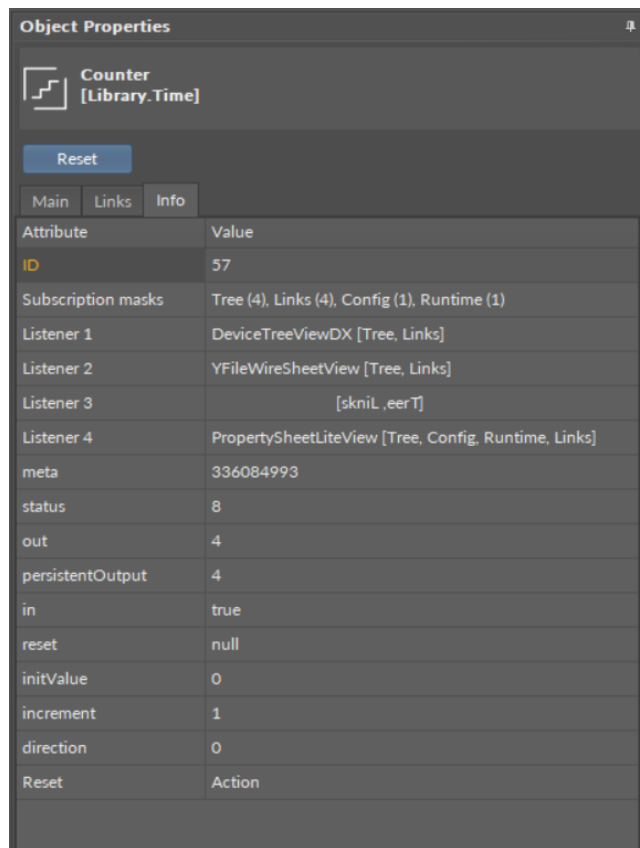 Object Properties
Counter
[Library.Time]
Reset
Main Links Info
Attribute Value
ID 57
Subscription masks Tree (4), Links (4), Config (1), Runtime (1)
Listener 1 DeviceTreeViewDX [Tree, Links]
Listener 2 YFileWireSheetView [Tree, Links]
Listener 3 [skniL ,eerT]
Listener 4 PropertySheetLiteView [Tree, Config, Runtime, Links]
meta 336084993
status 8
out 4
persistentOutput 4
in true
reset null
initValue 0
increment 1
direction 0
Reset Action